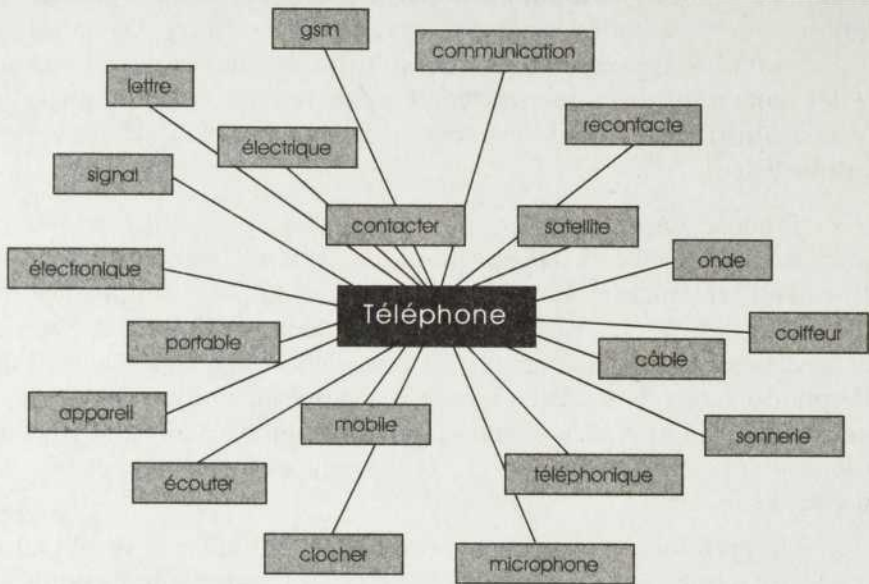 gsm
communication
lettre
recontacte
électrique
signal
contacter
satellite
onde
électronique
Téléphone
coiffeur
portable
câble
appareil
mobile
sonnerie
écouter
téléphonique
clocher
microphone